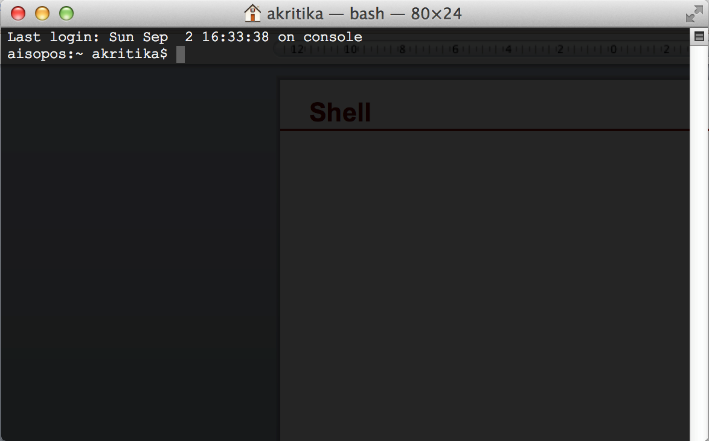 akritika — bash — 80×24
Last login: Sun Sep  2 16:33:38 on console
aisopos:~ akritika$
12 10 8 6 4 2 0 2
Shell